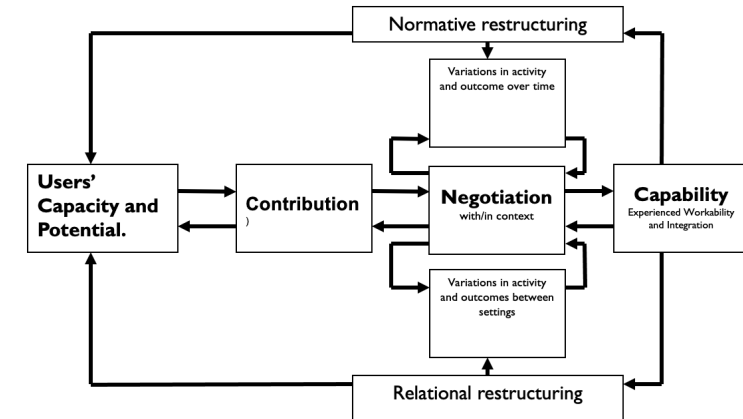 Normative restructuring
Variations in activity
and outcome over time
Users’
Capacity and
Potential.
Contribution
)
Negotiation
with/in context
Capability
Experienced Workability
and Integration
Variations in activity
and outcomes between
settings
Relational restructuring